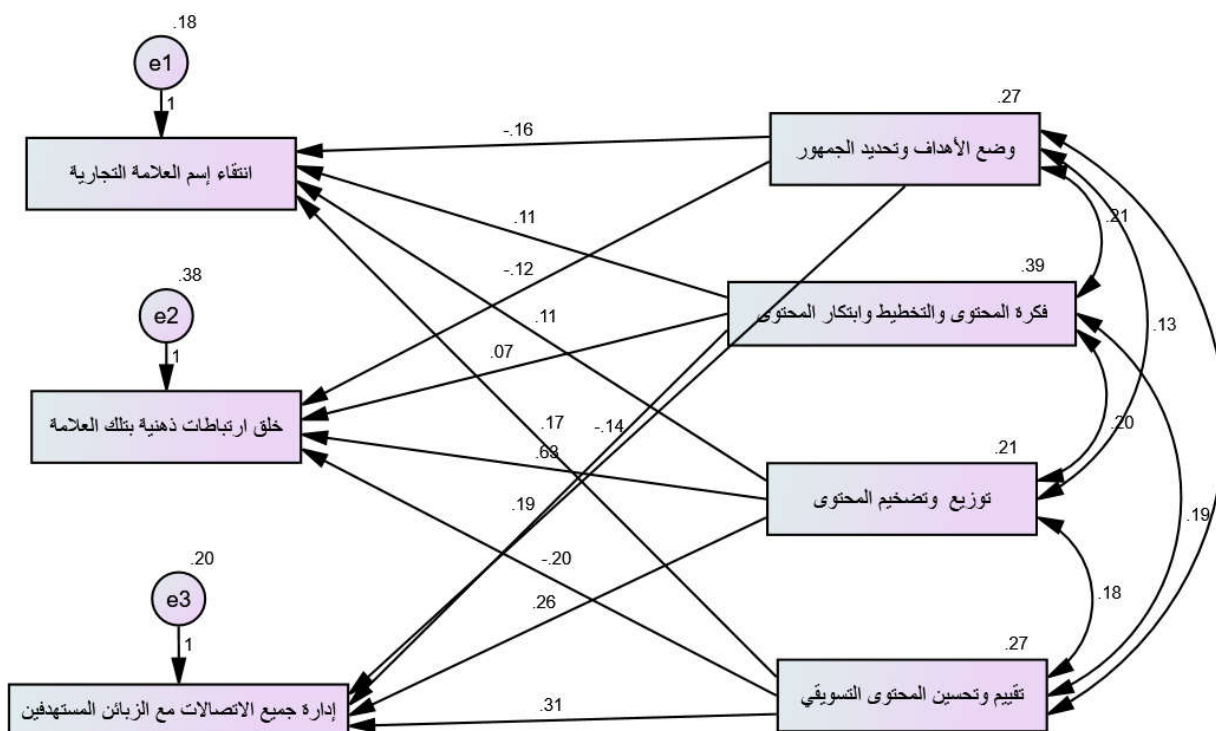 .18
e1
1
انتقاء إسم العلامة التجارية
.38
e2
1
خلق ارتباطات ذهنية بتلك العلامة
.20
e3
1
إدارة جميع الاتصالات مع الزبائن المستهدفين
-.16
.11
-.12
.11
.07
.17
-.14
.63
.19
-.20
.26
.31
.27
وضع الأهداف وتحديد الجمهور
.39
فكرة المحتوى والتخطيط وابتكار المحتوى
.21
توزيع وتضخيم المحتوى
.27
تقييم وتحسين المحتوى التسويقي
.21
.13
.20
.19
.18